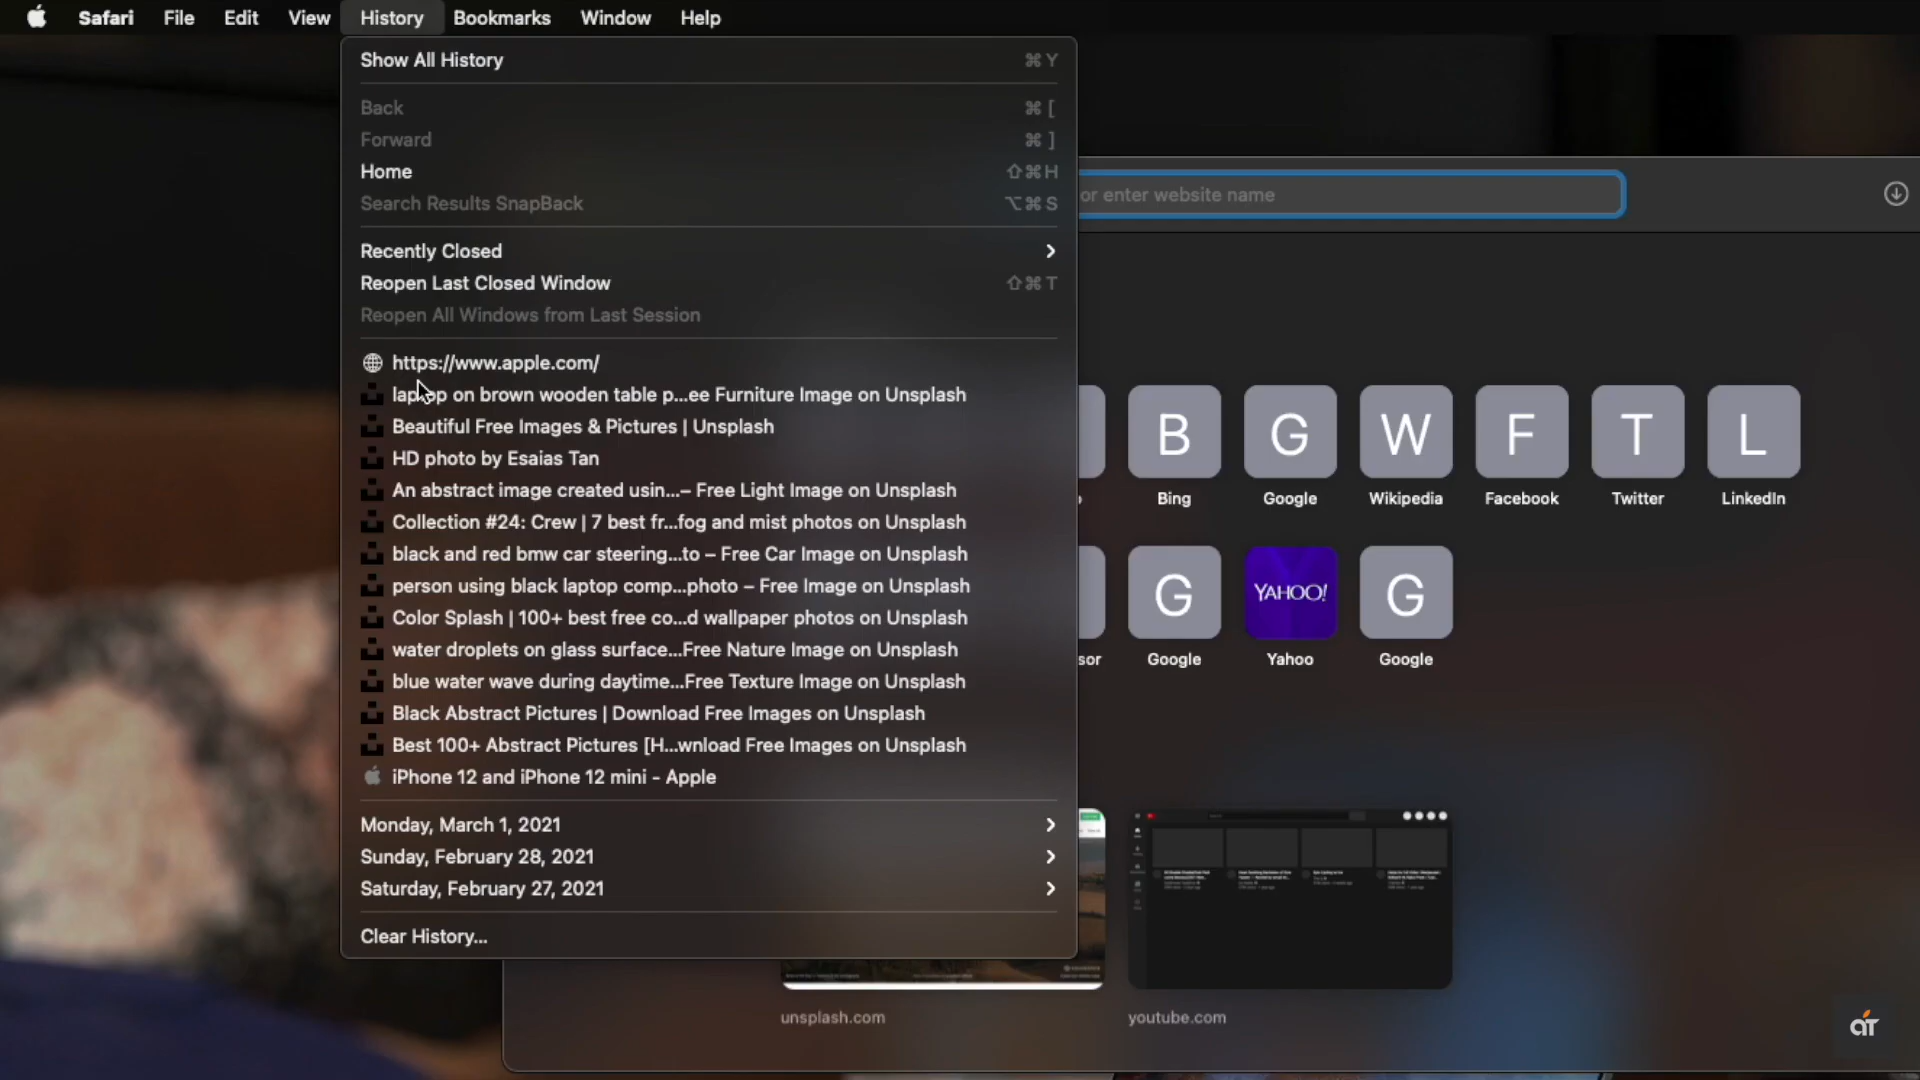 Safari File Edit View History Bookmarks Window Help
Show All History ⌘ Y
Back ⌘ [
Forward ⌘ ]
Home ⇧⌘H
Search Results SnapBack ⌥⌘S
or enter website name
Recently Closed
Reopen Last Closed Window ⇧⌘T
Reopen All Windows from Last Session
https://www.apple.com/
laptop on brown wooden table p...ee Furniture Image on Unsplash
Beautiful Free Images & Pictures | Unsplash
HD photo by Esaias Tan
An abstract image created usin...– Free Light Image on Unsplash
Collection #24: Crew | 7 best fr...fog and mist photos on Unsplash
black and red bmw car steering...to – Free Car Image on Unsplash
person using black laptop comp...photo – Free Image on Unsplash
Color Splash | 100+ best free co...d wallpaper photos on Unsplash
water droplets on glass surface...Free Nature Image on Unsplash
blue water wave during daytime...Free Texture Image on Unsplash
Black Abstract Pictures | Download Free Images on Unsplash
Best 100+ Abstract Pictures [H...wnload Free Images on Unsplash
iPhone 12 and iPhone 12 mini - Apple
Monday, March 1, 2021
Sunday, February 28, 2021
Saturday, February 27, 2021
Clear History...
B G W F T L
Bing Google Wikipedia Facebook Twitter LinkedIn
G YAHOO! G
sor Google Yahoo Google
unsplash.com youtube.com
aT